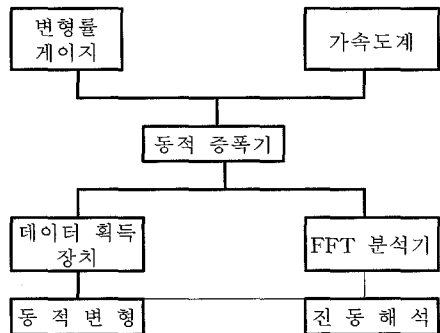 변형률
게이지
가속도계
동적 증폭기
데이터 획득
장치
FFT 분석기
동 적 변 형
진 동 해 석